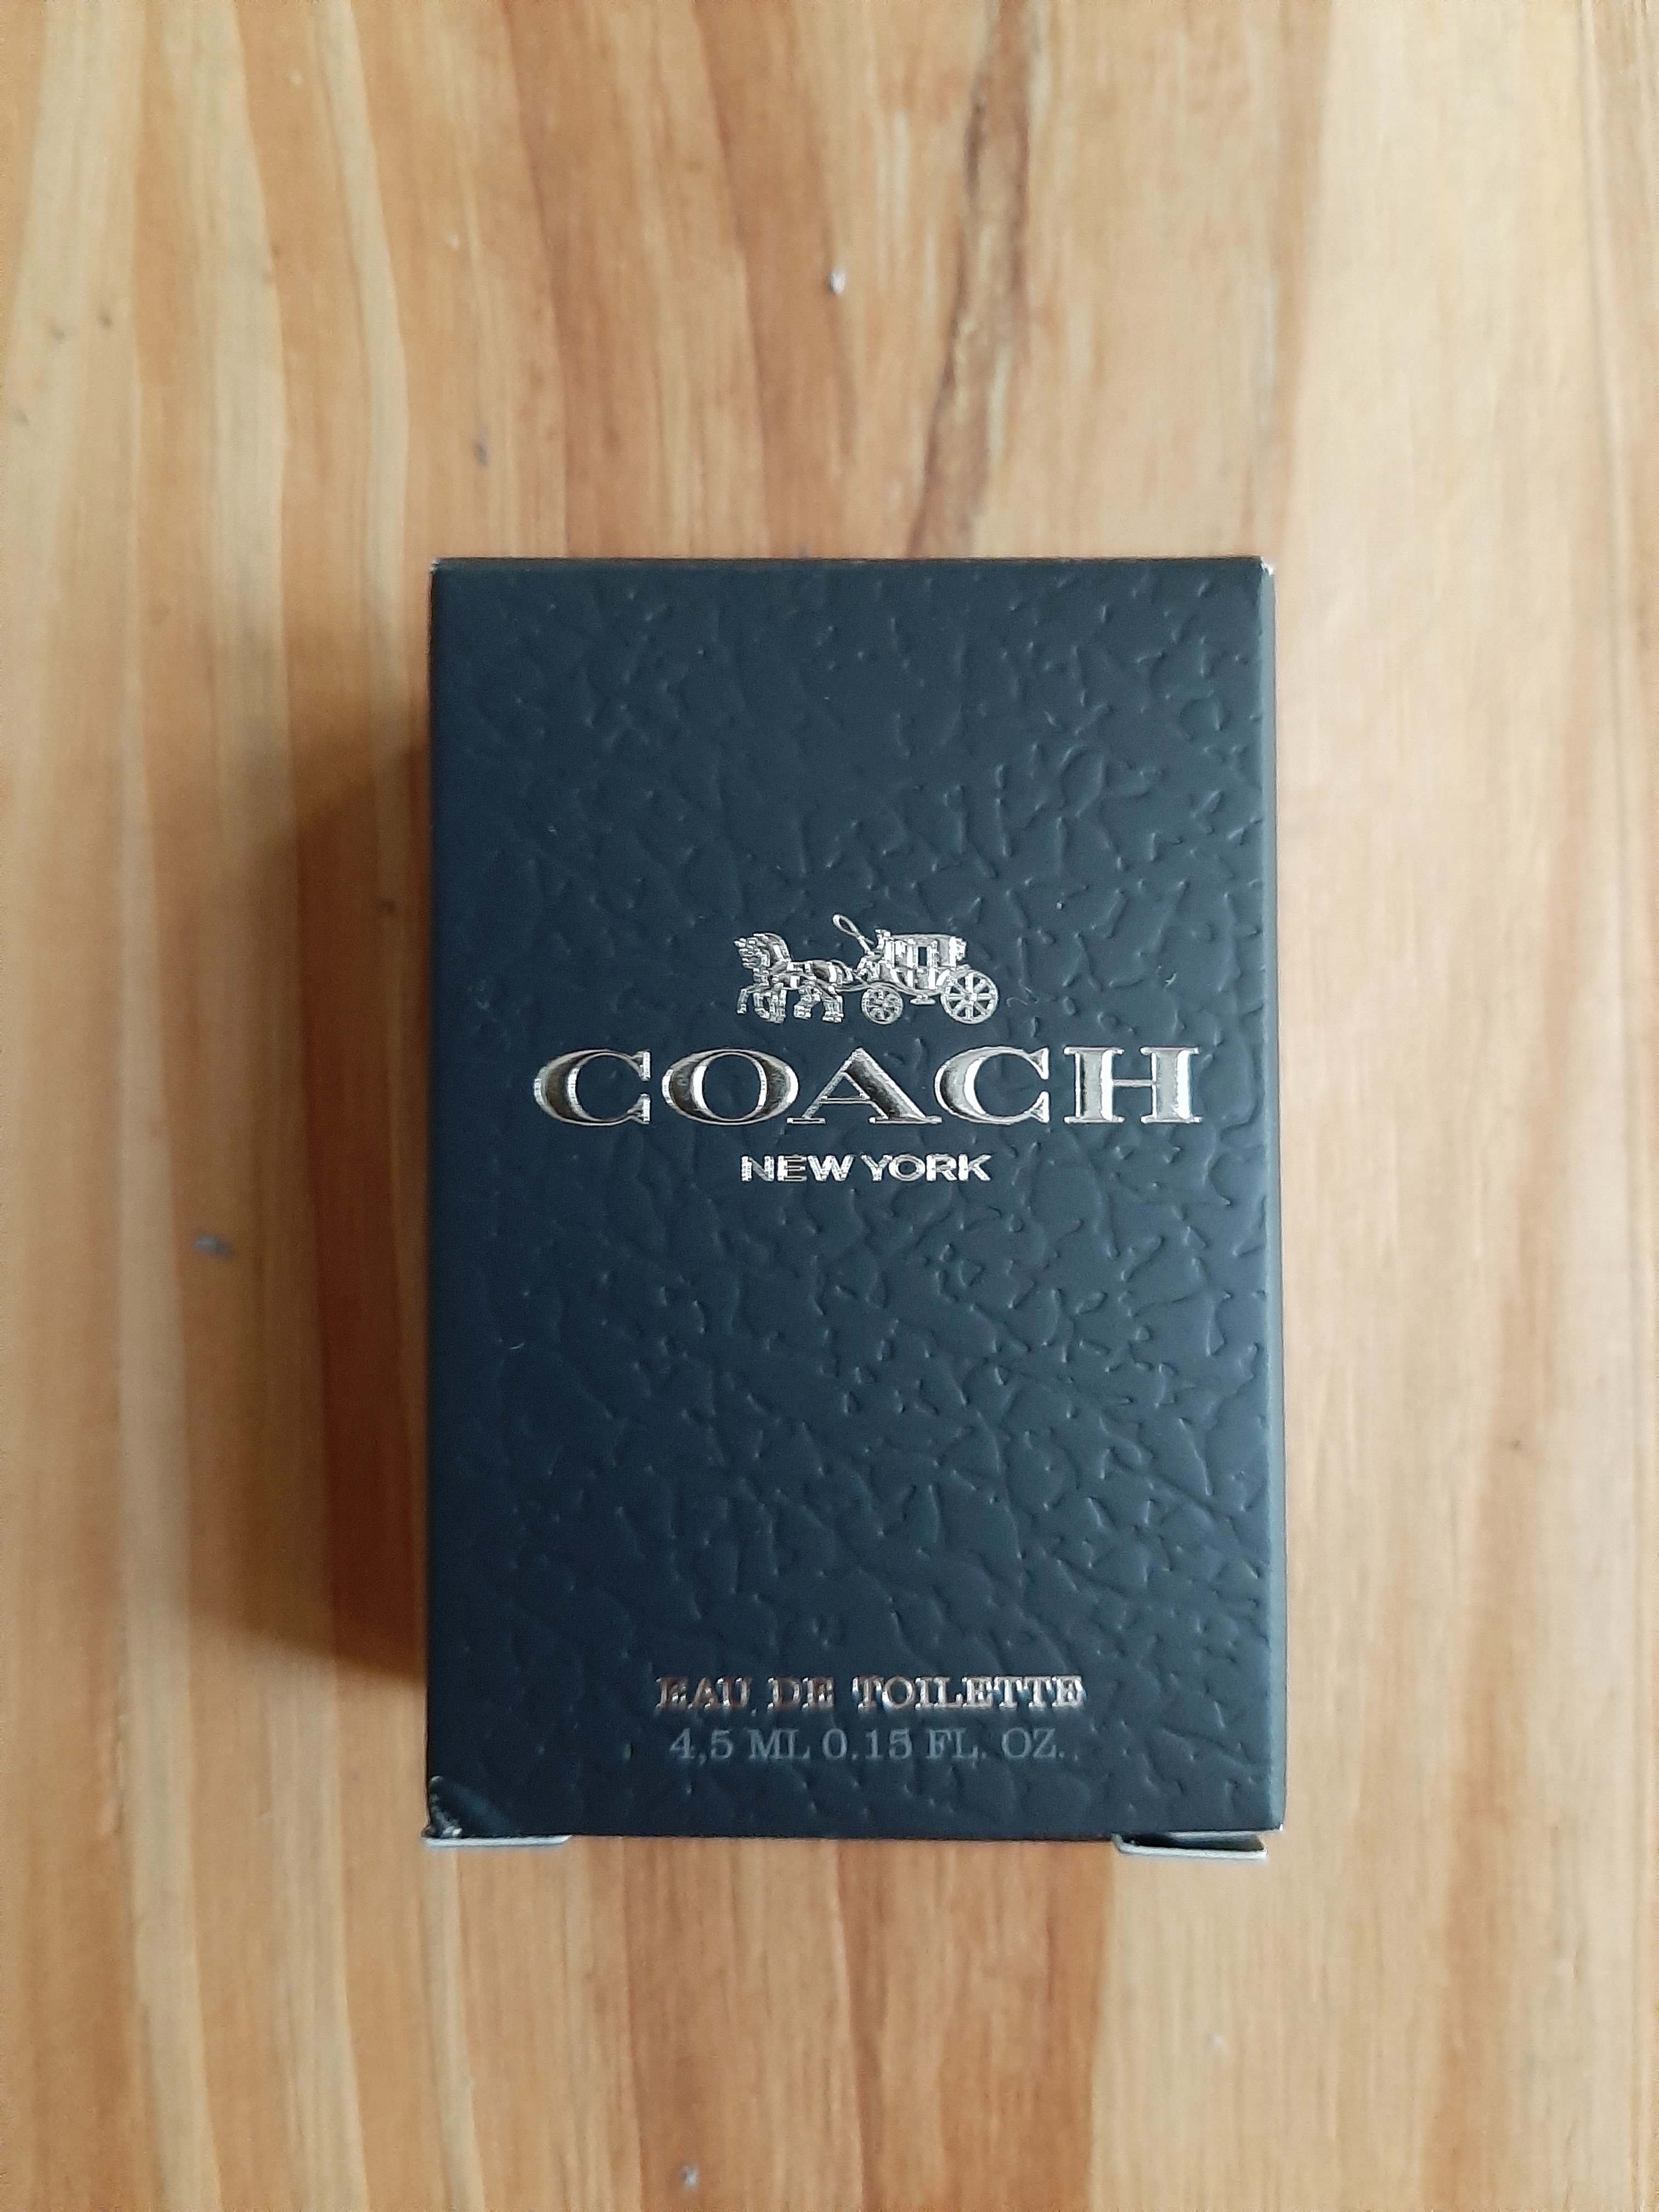 COACH
NEW YORK
EAU DE TOILETTE
4,5 ML 0.15 FL. OZ.